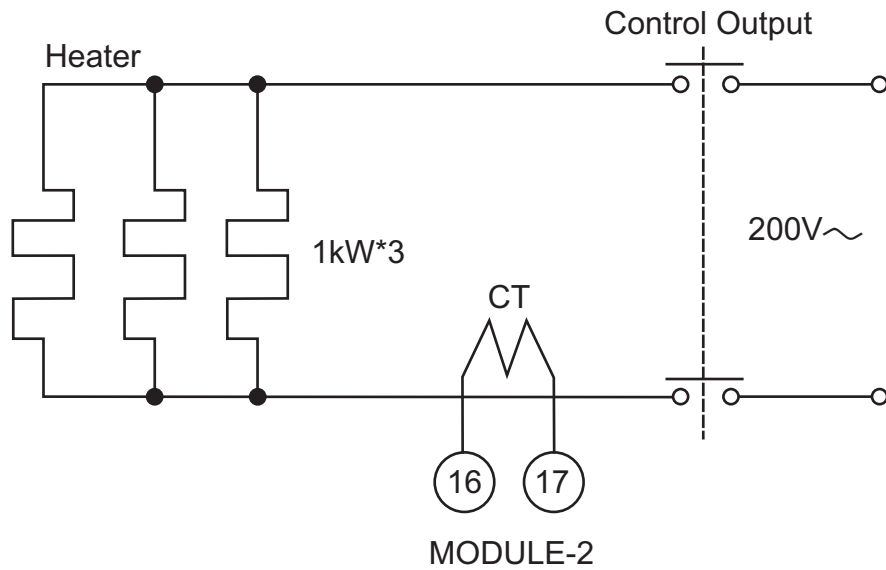 Control Output
Heater
200V~
1kW*3
CT
16
17
MODULE-2